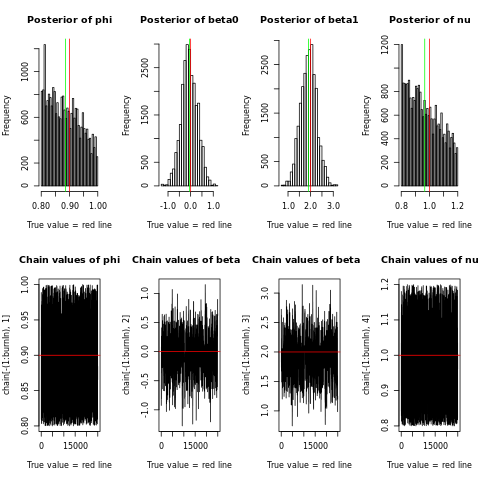 Posterior of phi
Posterior of beta0
Posterior of beta1
Posterior of nu
Frequency
0 200 600 1000
0.80 0.90 1.00
True value = red line
Frequency
0 500 1500 2500
-1.0 0.0 1.0
True value = red line
Frequency
0 500 1500 2500
1.0 2.0 3.0
True value = red line
Frequency
0 200 400 600 800 1200
0.8 1.0 1.2
True value = red line
Chain values of phi
Chain values of beta
Chain values of beta
Chain values of nu
chain[-(1:burnIn), 1]
0.80 0.85 0.90 0.95 1.00
0 15000
True value = red line
chain[-(1:burnIn), 2]
-1.0 -0.5 0.0 0.5 1.0
0 15000
True value = red line
chain[-(1:burnIn), 3]
1.0 1.5 2.0 2.5 3.0
0 15000
True value = red line
chain[-(1:burnIn), 4]
0.8 0.9 1.0 1.1 1.2
0 15000
True value = red line